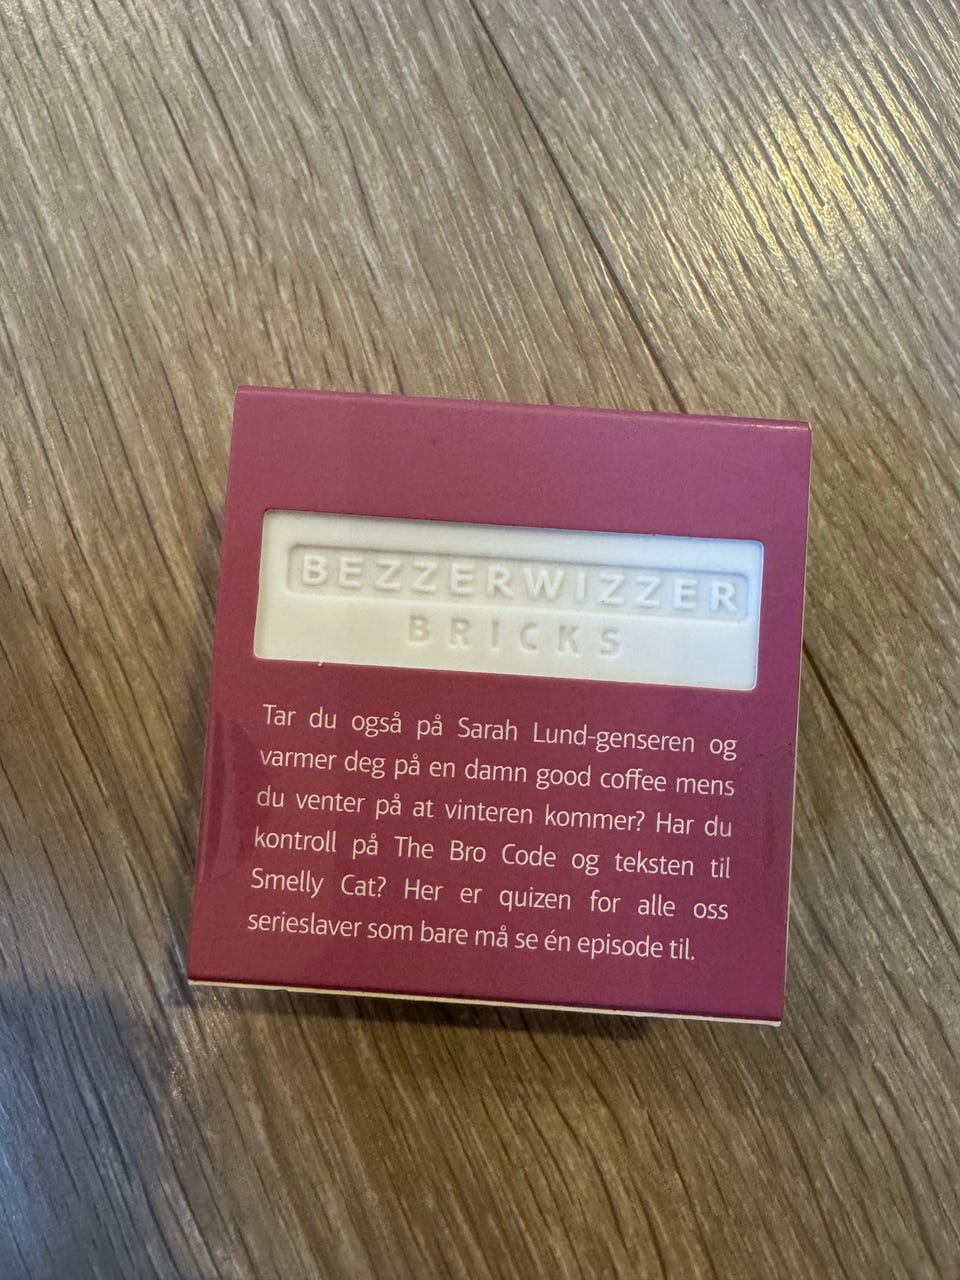 BEZZERWIZZER
BRICKS
Tar du også på Sarah Lund-genseren og
varmer deg på en damn good coffee mens
du venter på at vinteren kommer? Har du
kontroll på The Bro Code og teksten til
Smelly Cat? Her er quizen for alle oss
serieslaver som bare må se én episode til.